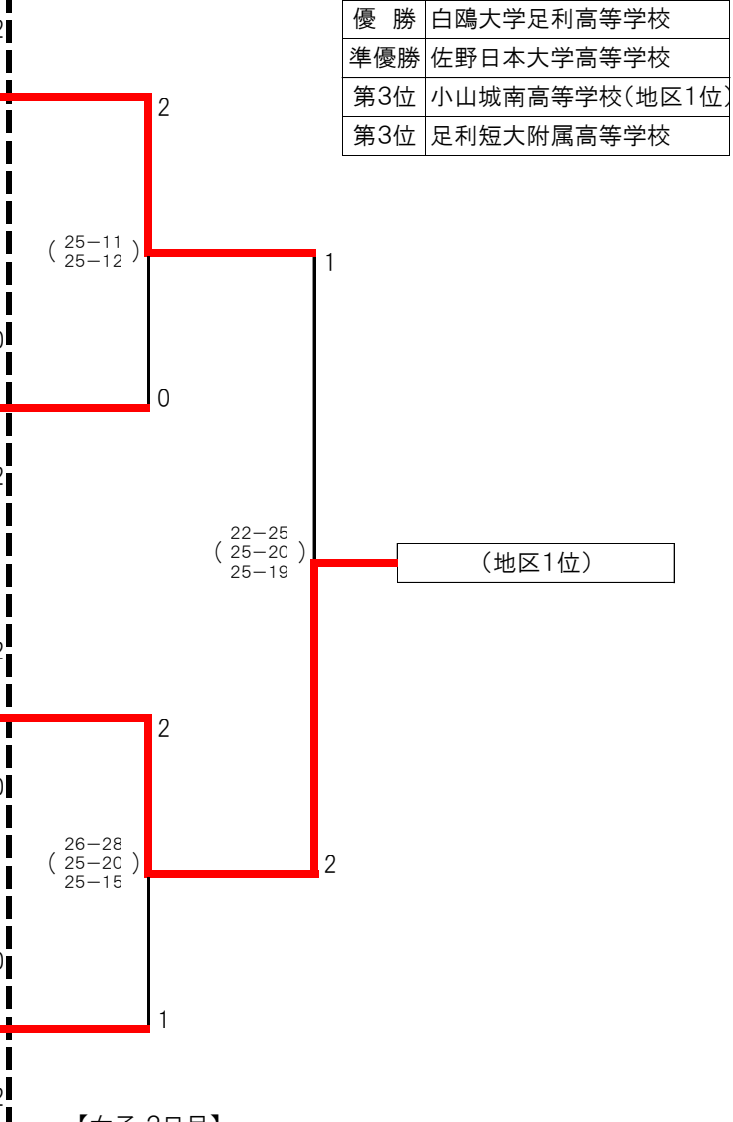 優 勝 白鴎大学足利高等学校
準優勝 佐野日本大学高等学校
第3位 小山城南高等学校(地区1位)
第3位 足利短大附属高等学校
2
25－11
25－12
1
0
22－25
25－20
25－19
(地区1位)
2
26－28
25－20
25－15
2
1